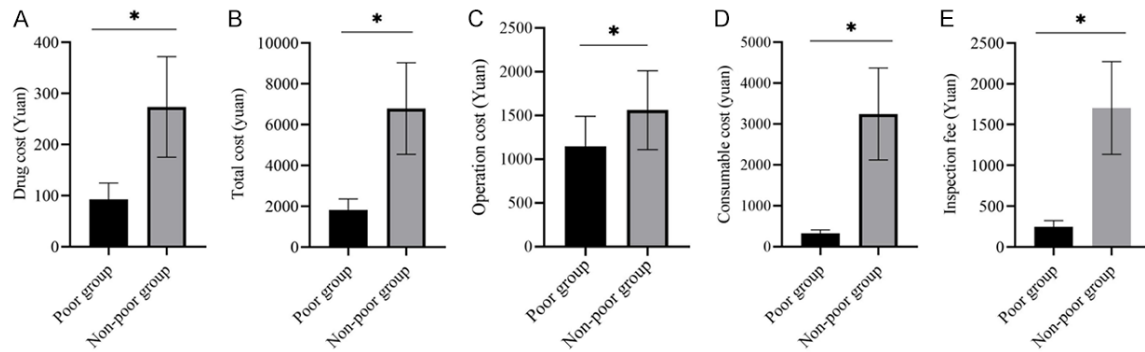 A
*
Drug cost (Yuan)
400
300
200
100
0
Poor group
Non-poor group
B
*
Total cost (yuan)
10000
8000
6000
4000
2000
0
Poor group
Non-poor group
C
*
Operation cost (Yuan)
2500
2000
1500
1000
500
0
Poor group
Non-poor group
D
*
Consumable cost (yuan)
5000
4000
3000
2000
1000
0
Poor group
Non-poor group
E
*
Inspection fee (Yuan)
2500
2000
1500
1000
500
0
Poor group
Non-poor group